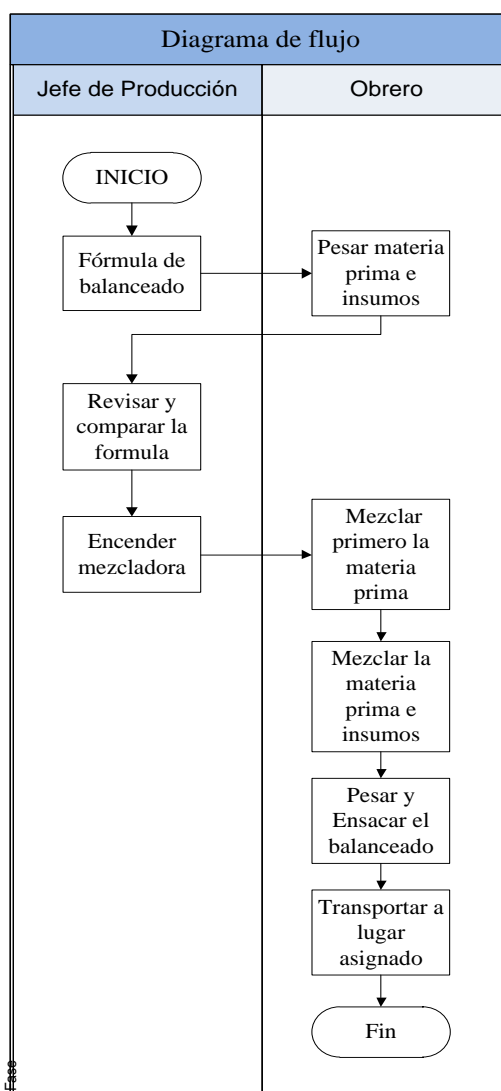 Diagrama de flujo
Jefe de Producción
Obrero
INICIO
Fórmula de
balanceado
Pesar materia
prima e
insumos
Revisar y
comparar la
formula
Encender
mezcladora
Mezclar
primero la
materia
prima
Mezclar la
materia
prima e
insumos
Pesar y
Ensacar el
balanceado
Transportar a
lugar
asignado
Fin
Fase